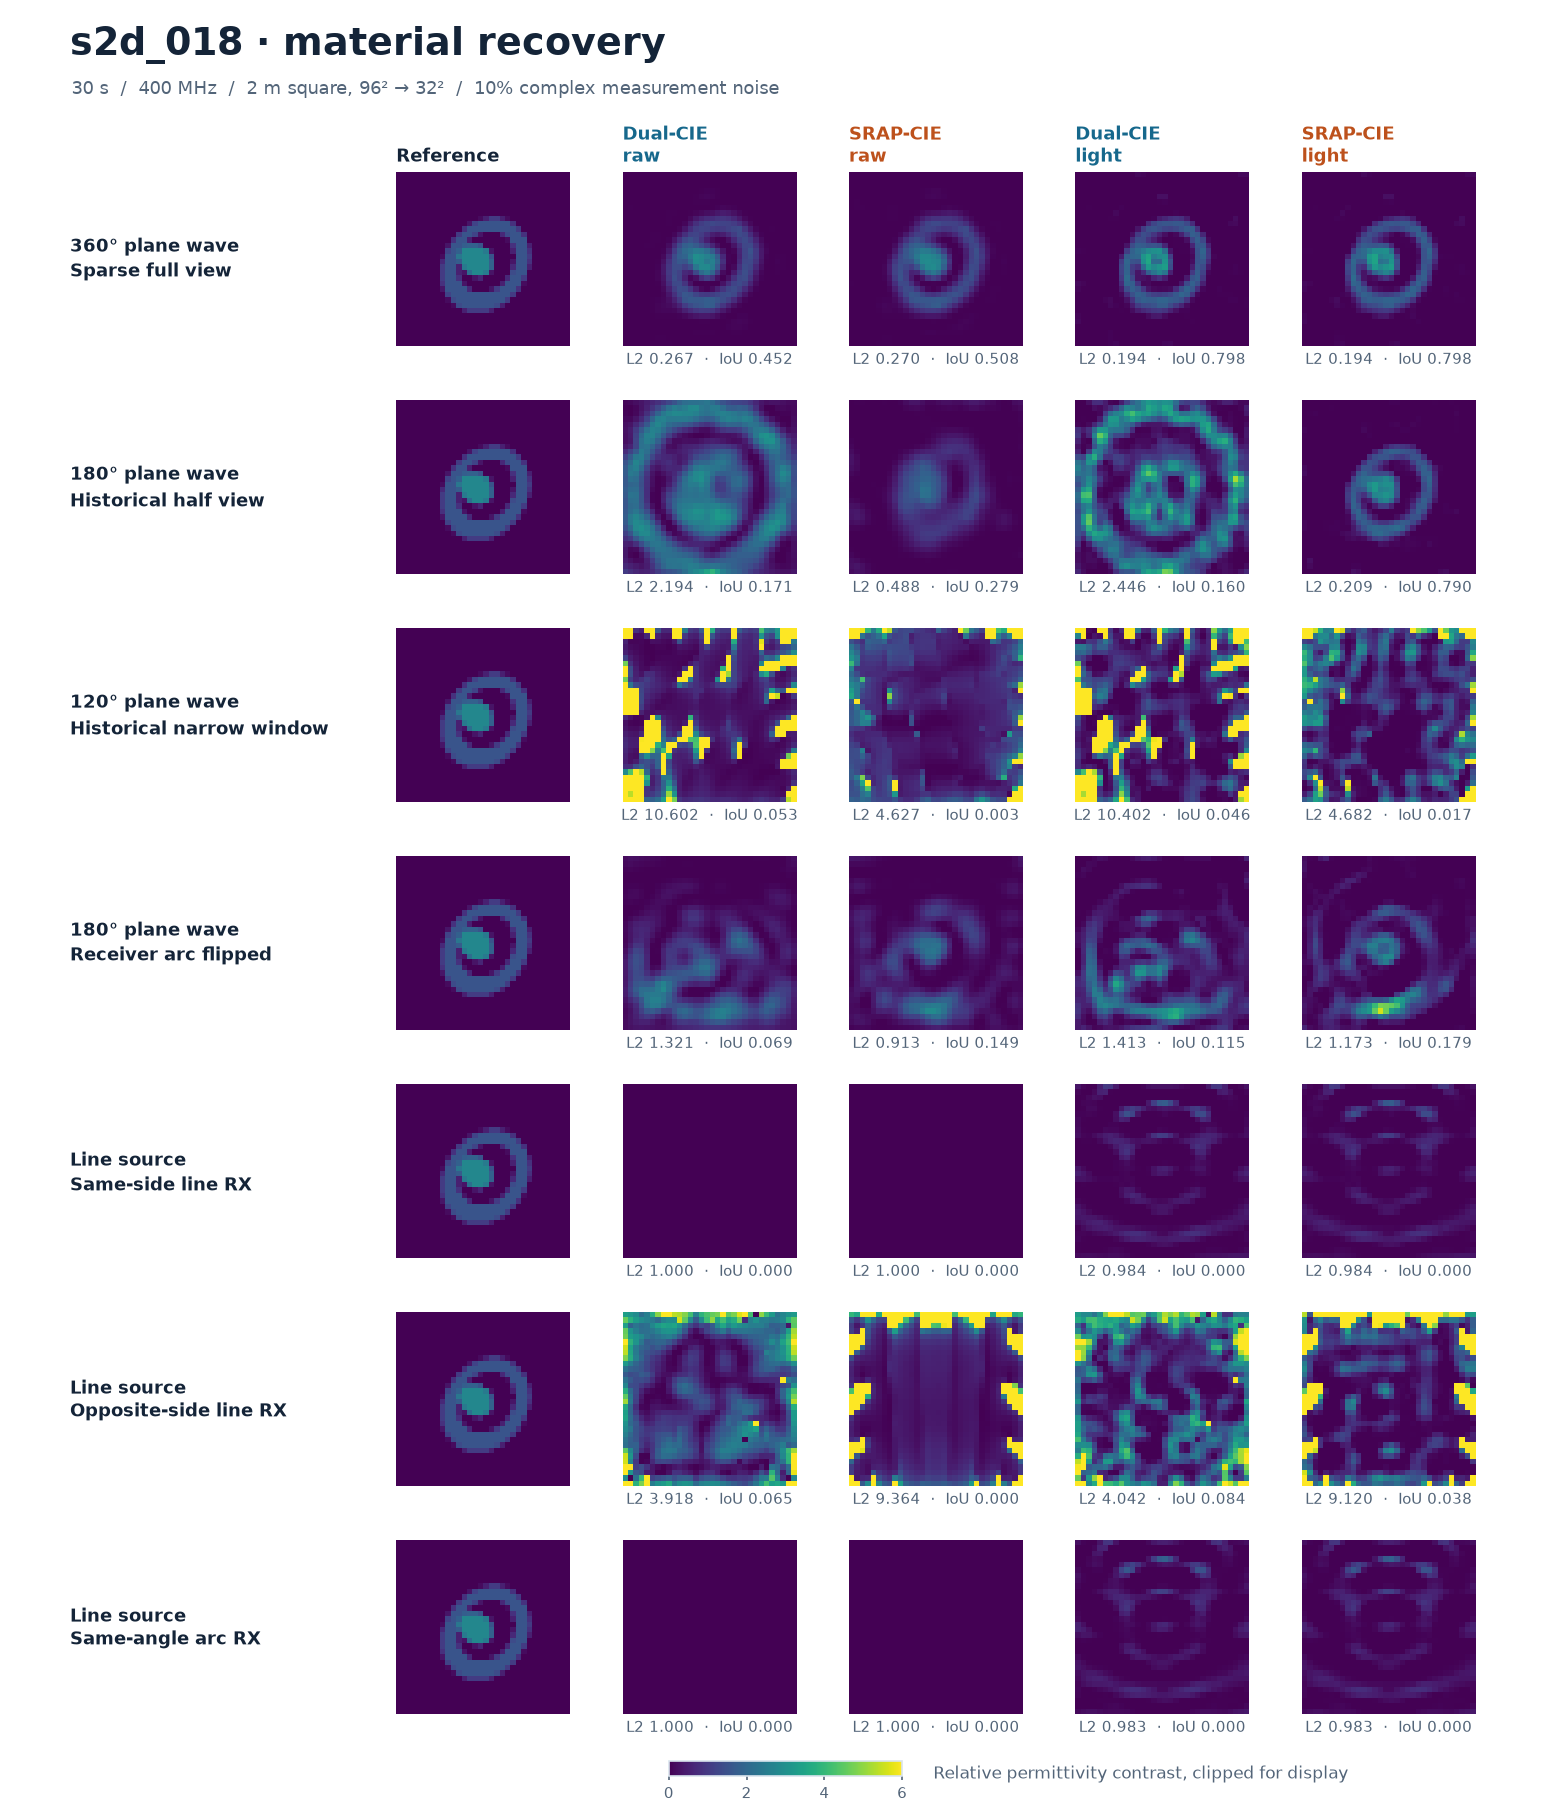 s2d_018 · material recovery
30 s / 400 MHz / 2 m square, 96² → 32² / 10% complex measurement noise
Reference
Dual-CIE
raw
SRAP-CIE
raw
Dual-CIE
light
SRAP-CIE
light
360° plane wave
Sparse full view
L2 0.267 · IoU 0.452
L2 0.270 · IoU 0.508
L2 0.194 · IoU 0.798
L2 0.194 · IoU 0.798
180° plane wave
Historical half view
L2 2.194 · IoU 0.171
L2 0.488 · IoU 0.279
L2 2.446 · IoU 0.160
L2 0.209 · IoU 0.790
120° plane wave
Historical narrow window
L2 10.602 · IoU 0.053
L2 4.627 · IoU 0.003
L2 10.402 · IoU 0.046
L2 4.682 · IoU 0.017
180° plane wave
Receiver arc flipped
L2 1.321 · IoU 0.069
L2 0.913 · IoU 0.149
L2 1.413 · IoU 0.115
L2 1.173 · IoU 0.179
Line source
Same-side line RX
L2 1.000 · IoU 0.000
L2 1.000 · IoU 0.000
L2 0.984 · IoU 0.000
L2 0.984 · IoU 0.000
Line source
Opposite-side line RX
L2 3.918 · IoU 0.065
L2 9.364 · IoU 0.000
L2 4.042 · IoU 0.084
L2 9.120 · IoU 0.038
Line source
Same-angle arc RX
L2 1.000 · IoU 0.000
L2 1.000 · IoU 0.000
L2 0.983 · IoU 0.000
L2 0.983 · IoU 0.000
0 2 4 6
Relative permittivity contrast, clipped for display